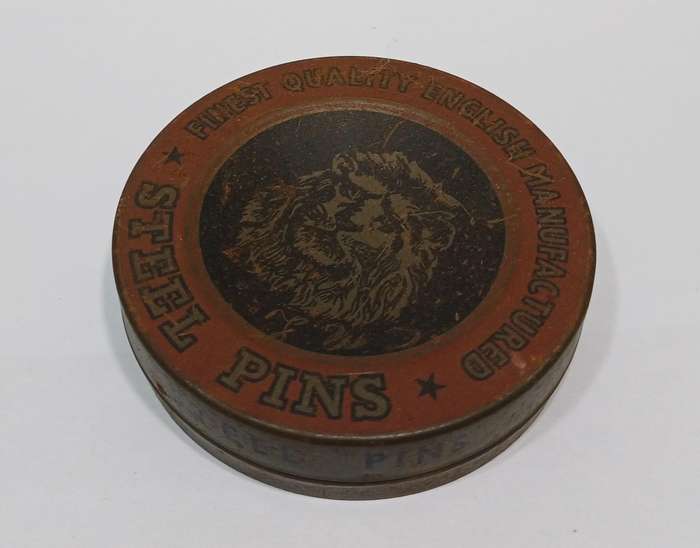 FINEST QUALITY ENGLISH MANUFACTURED
STEEL PINS
PINS